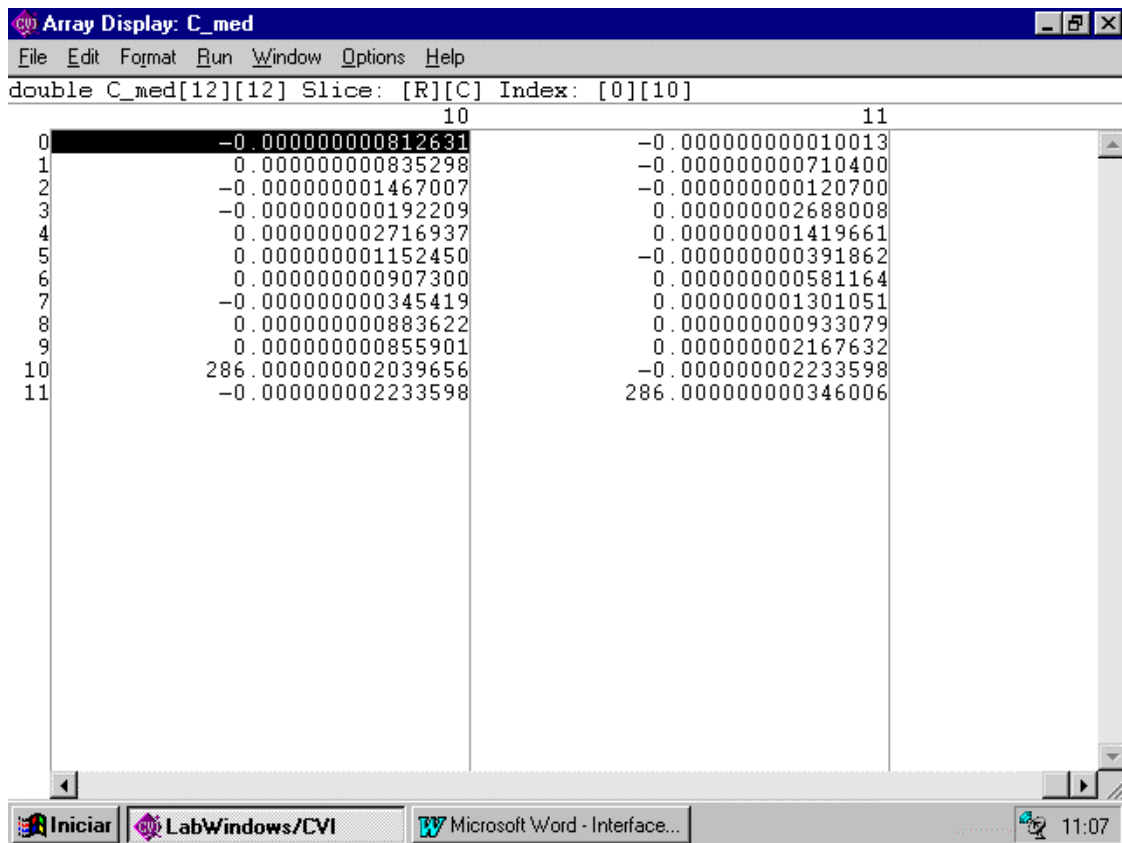 CVI Array Display: C_med
File Edit Format Run Window Options Help
double C_med[12][12] Slice: [R][C] Index: [0][10]
10 11
0 -0.000000000812631 -0.000000000010013
1 0.000000000835298 -0.000000000710400
2 -0.000000001467007 -0.000000000120700
3 -0.000000000192209 0.000000002688008
4 0.000000002716937 0.000000001419661
5 0.000000001152450 -0.000000000391862
6 0.000000000907300 0.000000000581164
7 -0.000000000345419 0.000000001301051
8 0.000000000883622 0.000000000933079
9 0.000000000855901 0.000000002167632
10 286.000000002039656 -0.000000002233598
11 -0.000000002233598 286.000000000346006
Iniciar CVI LabWindows/CVI W Microsoft Word - Interface... 11:07